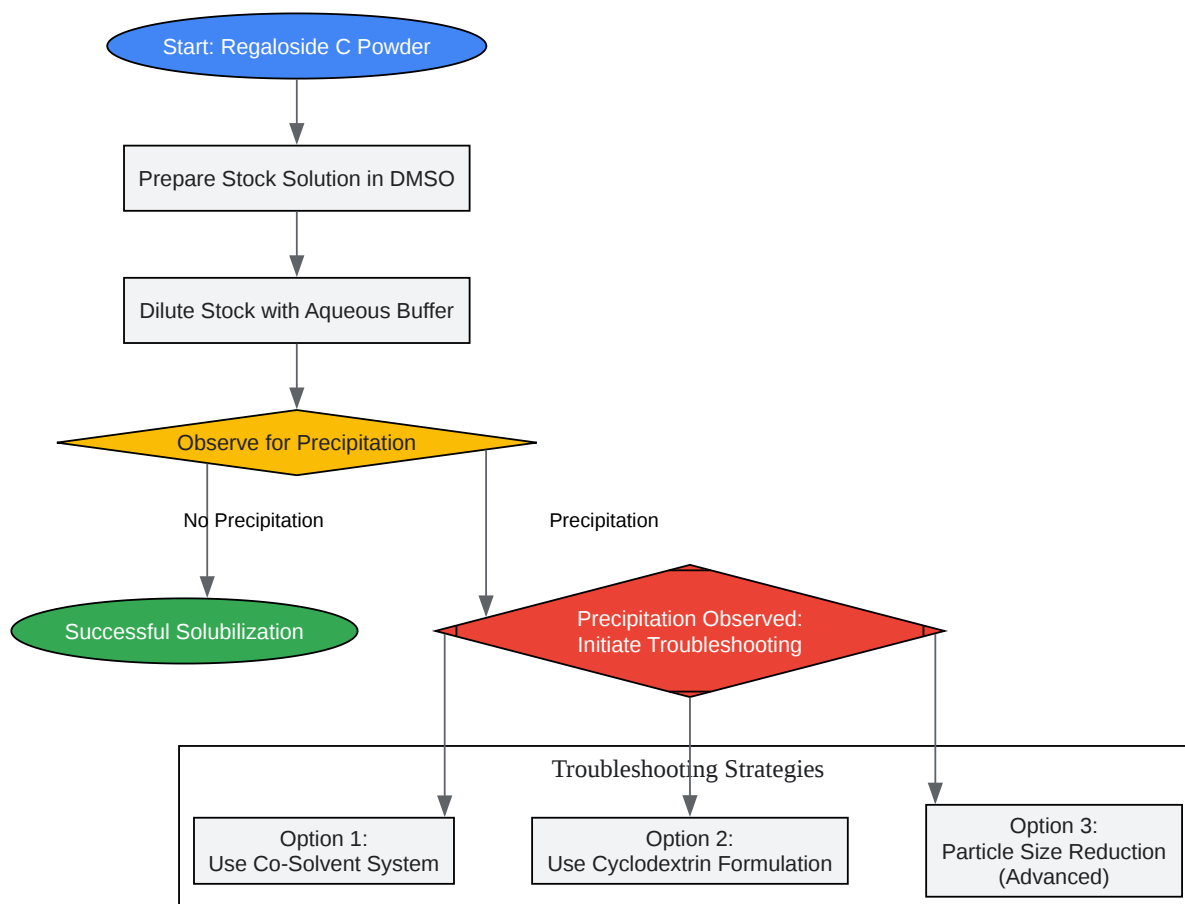 Start: Regaloside C Powder
Prepare Stock Solution in DMSO
Dilute Stock with Aqueous Buffer
Observe for Precipitation
No Precipitation
Precipitation
Successful Solubilization
Precipitation Observed:
Initiate Troubleshooting
Troubleshooting Strategies
Option 1:
Use Co-Solvent System
Option 2:
Use Cyclodextrin Formulation
Option 3:
Particle Size Reduction
(Advanced)